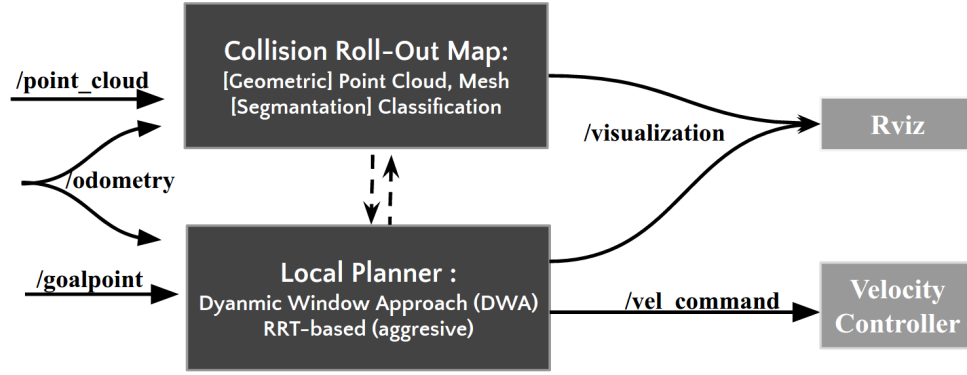 /point_cloud
/odometry
/goalpoint
Collision Roll-Out Map:
[Geometric] Point Cloud, Mesh
[Segmantation] Classification
Local Planner :
Dyanmic Window Approach (DWA)
RRT-based (aggresive)
/visualization
/vel_command
Rviz
Velocity
Controller